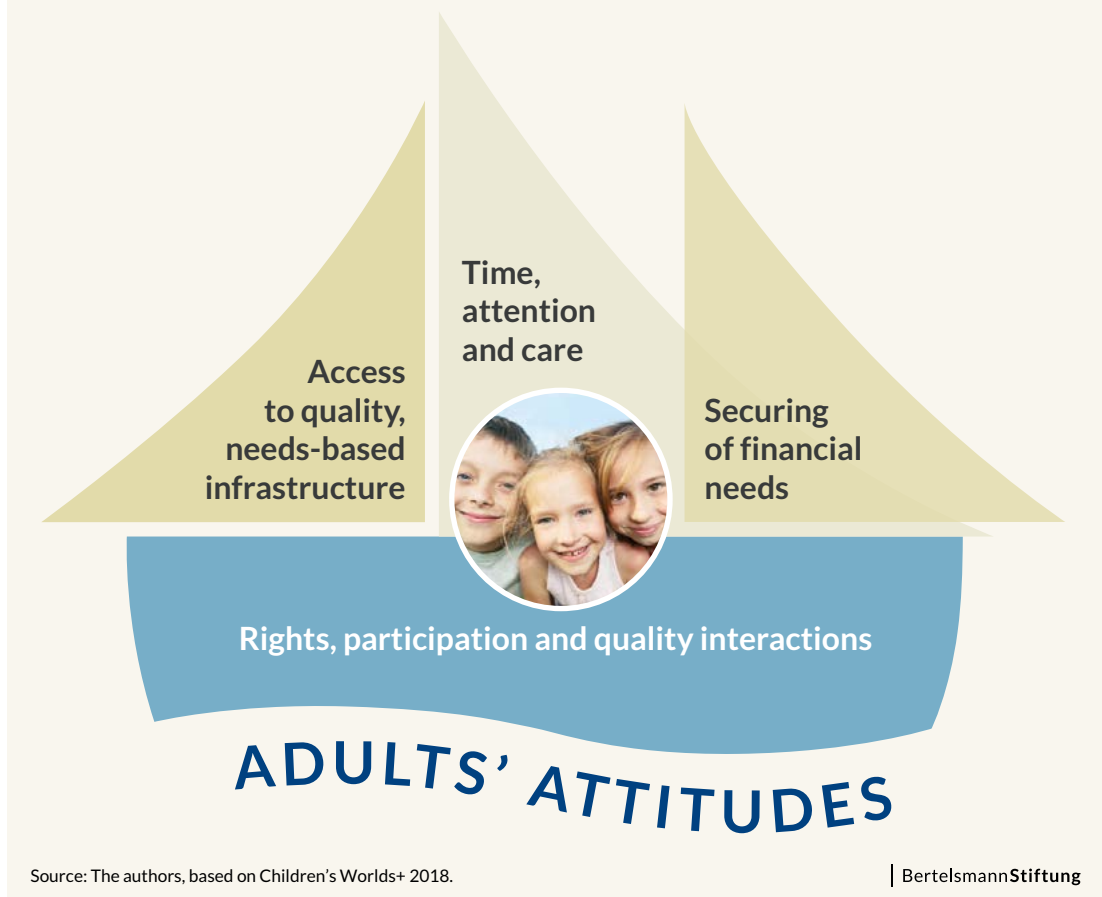 Time,
attention
and care
Access
to quality,
needs-based
infrastructure
Securing
of financial
needs
Rights, participation and quality interactions
ADULTS’ ATTITUDES
Source: The authors, based on Children’s Worlds+ 2018.
BertelsmannStiftung